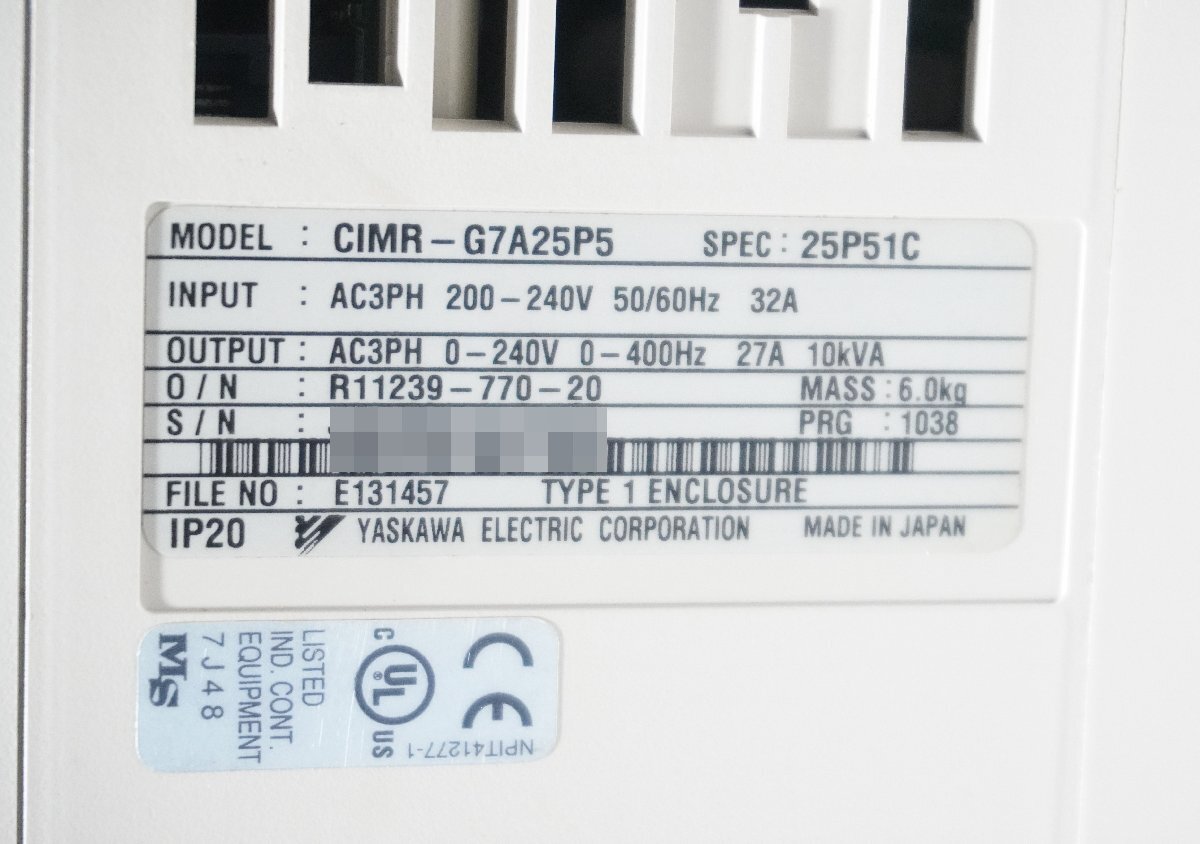 MODEL : CIMR-G7A25P5 SPEC : 25P51C
INPUT : AC3PH 200-240V 50/60Hz 32A
OUTPUT : AC3PH 0-240V 0-400Hz 27A 10kVA
O/N : R11239-770-20 MASS : 6.0kg
S/N : PRG : 1038
FILE NO : E131457 TYPE 1 ENCLOSURE
IP20 YASKAWA ELECTRIC CORPORATION MADE IN JAPAN
CE
NPIT41277-1
C UL® US
LISTED
IND. CONT.
EQUIPMENT
7J48
MS